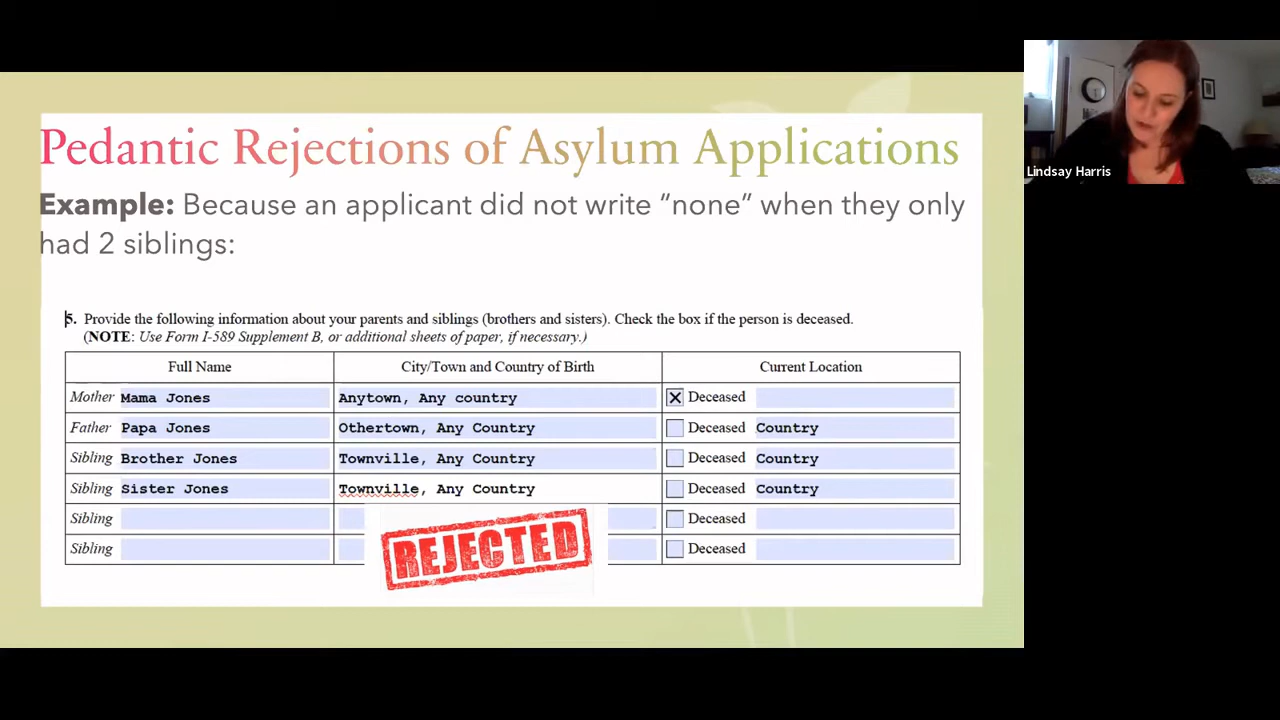 Pedantic Rejections of Asylum Applications
Example: Because an applicant did not write ”none” when they only
had 2 siblings:
5. Provide the following information about your parents and siblings (brothers and sisters). Check the box if the person is deceased.
(NOTE: Use Form I-589 Supplement B, or additional sheets of paper, if necessary.)
Full Name City/Town and Country of Birth Current Location
Mother Mama Jones Anytown, Any country X Deceased
Father Papa Jones Othertown, Any Country Deceased Country
Sibling Brother Jones Townville, Any Country Deceased Country
Sibling Sister Jones Townville, Any Country Deceased Country
Sibling Deceased
Sibling Deceased
REJECTED
Lindsay Harris